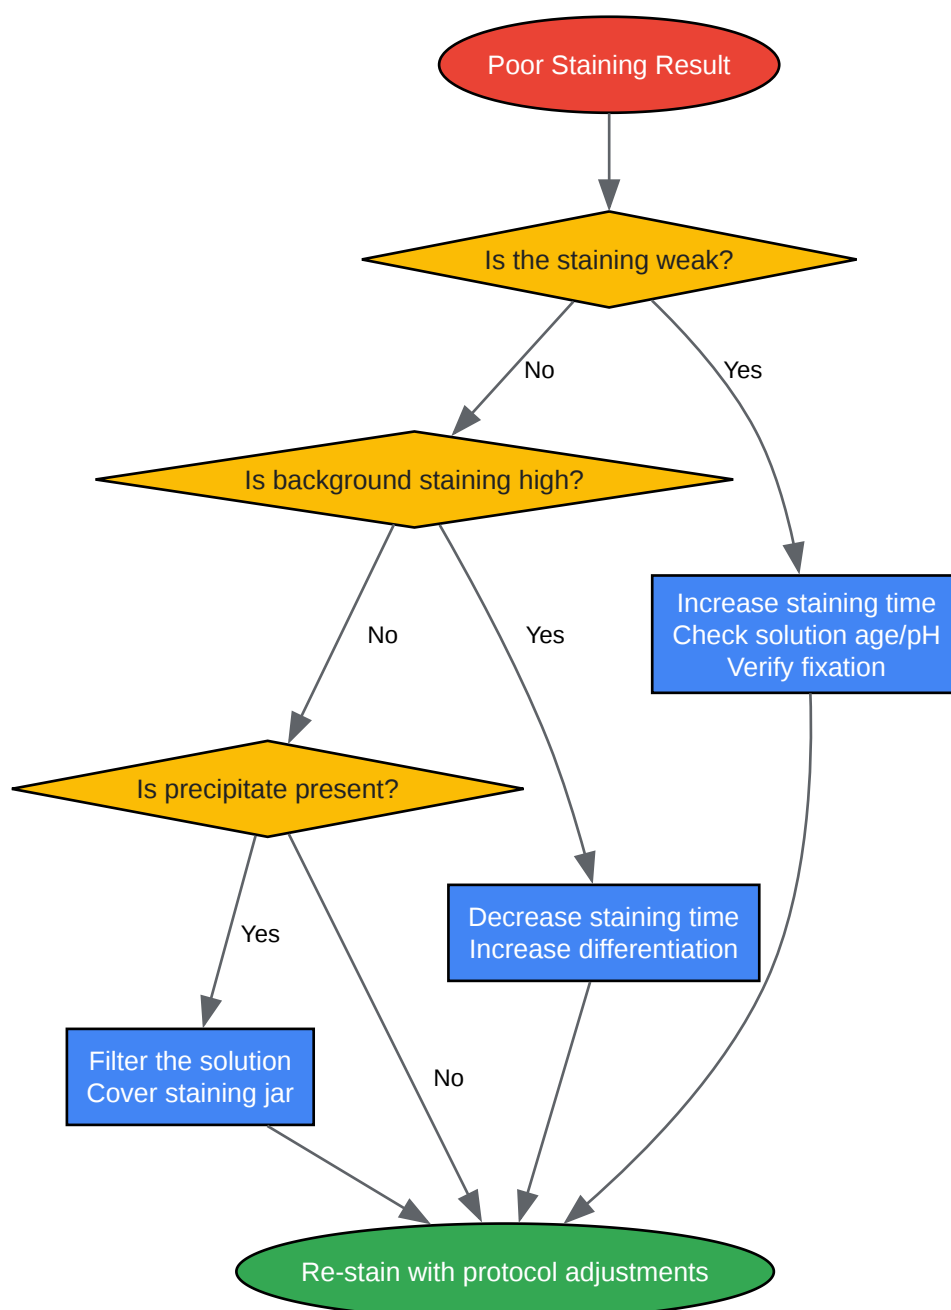 Poor Staining Result
Is the staining weak?
No
Yes
Is background staining high?
Increase staining time
Check solution age/pH
Verify fixation
No
Yes
Is precipitate present?
Decrease staining time
Increase differentiation
Yes
Filter the solution
Cover staining jar
No
Re-stain with protocol adjustments